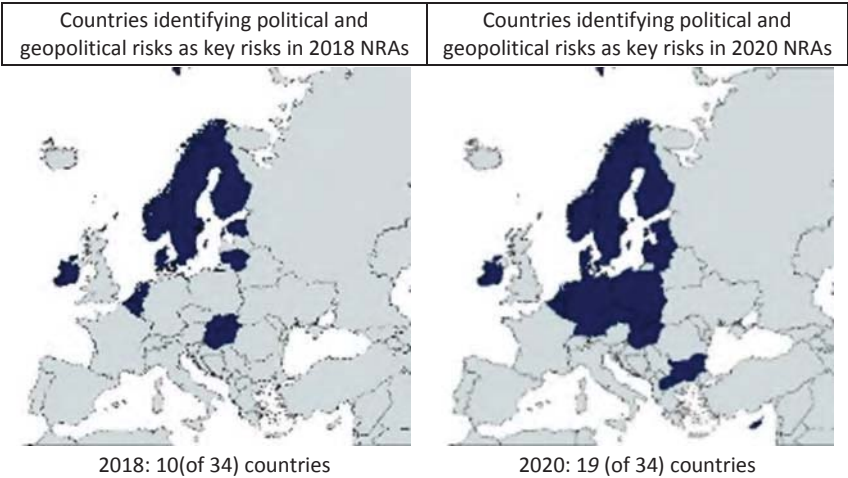 Countries identifying political and
geopolitical risks as key risks in 2018 NRAs
Countries identifying political and
geopolitical risks as key risks in 2020 NRAs
2018: 10(of 34) countries
2020: 19 (of 34) countries